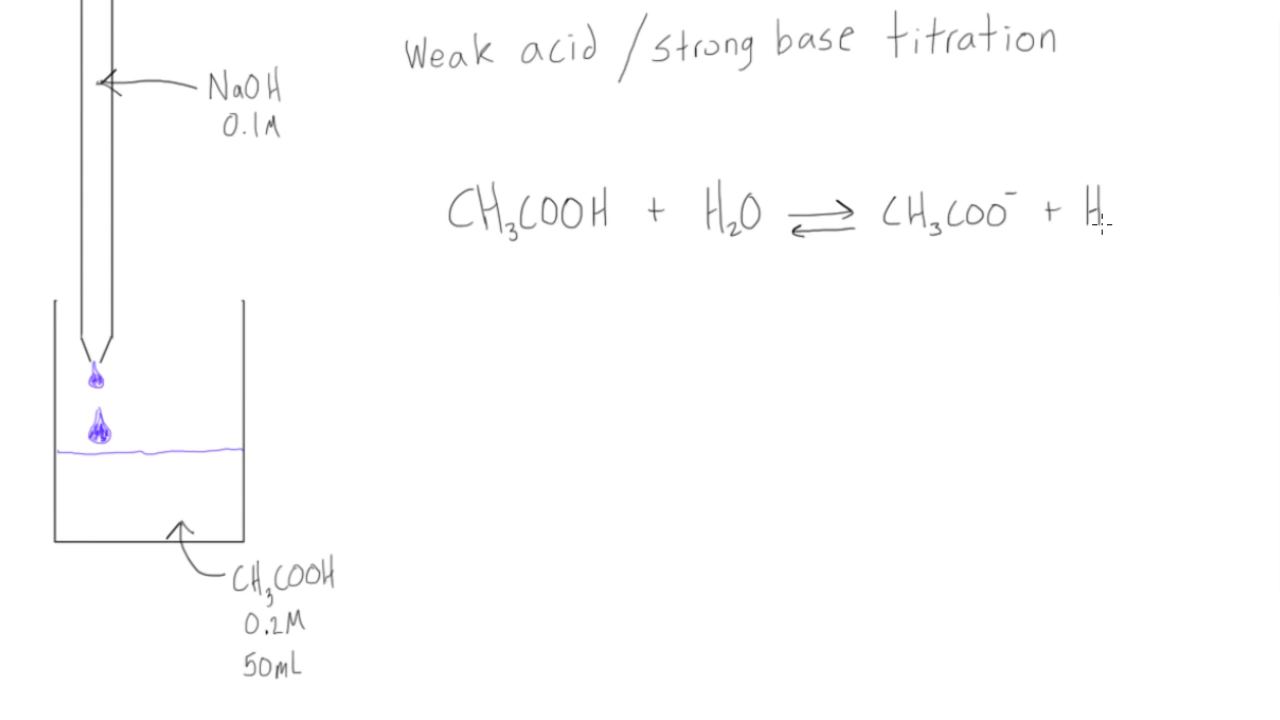 Weak acid / strong base titration
NaOH
0.1M
CH₃COOH + H₂O ⇌ CH₃COO⁻ + H
CH₃COOH
0.2M
50mL